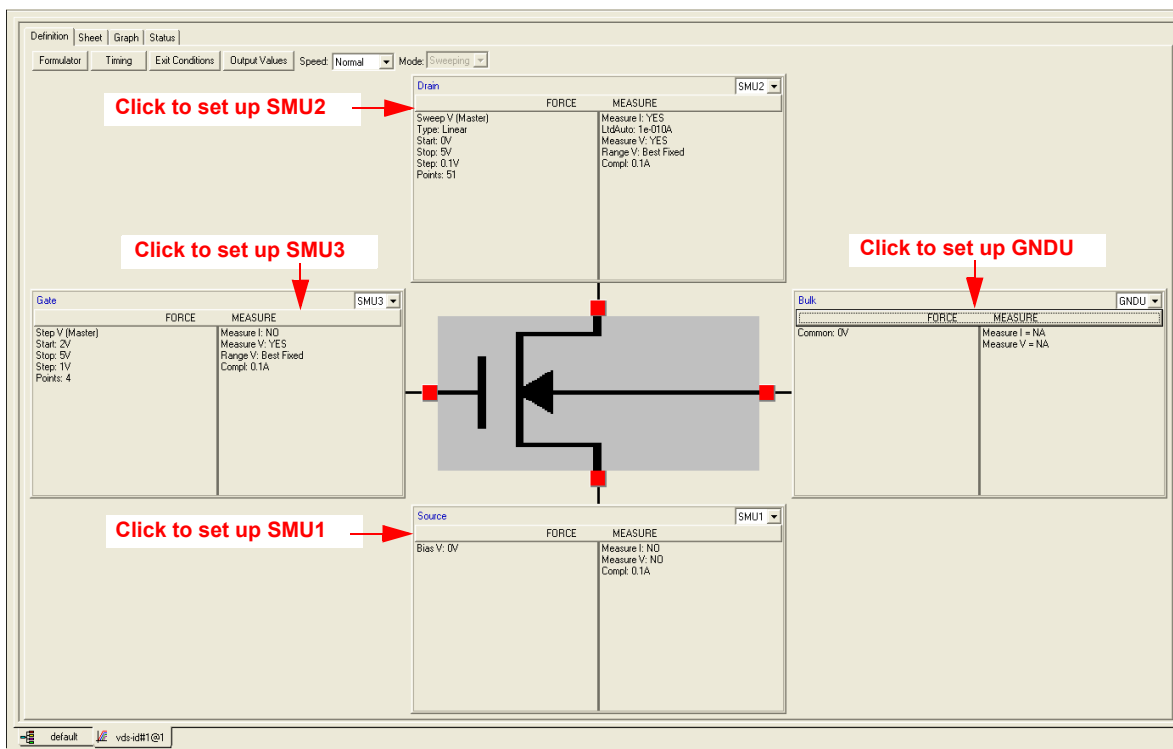 Definition Sheet Graph Status
Formulator Timing Exit Conditions Output Values Speed: Normal Mode: Sweeping
Click to set up SMU2
Drain SMU2
FORCE MEASURE
Sweep V (Master)
Type: Linear
Start: 0V
Stop: 5V
Step: 0.1V
Points: 51
Measure I: YES
LtdAuto: 1e-010A
Measure V: YES
Range V: Best Fixed
Compl: 0.1A
Click to set up SMU3
Gate SMU3
FORCE MEASURE
Step V (Master)
Start: 2V
Stop: 5V
Step: 1V
Points: 4
Measure I: NO
Measure V: YES
Range V: Best Fixed
Compl: 0.1A
Click to set up GNDU
Bulk GNDU
FORCE MEASURE
Common: 0V
Measure I = NA
Measure V = NA
Click to set up SMU1
Source SMU1
FORCE MEASURE
Bias V: 0V
Measure I: NO
Measure V: NO
Compl: 0.1A
default vds-id#1@1